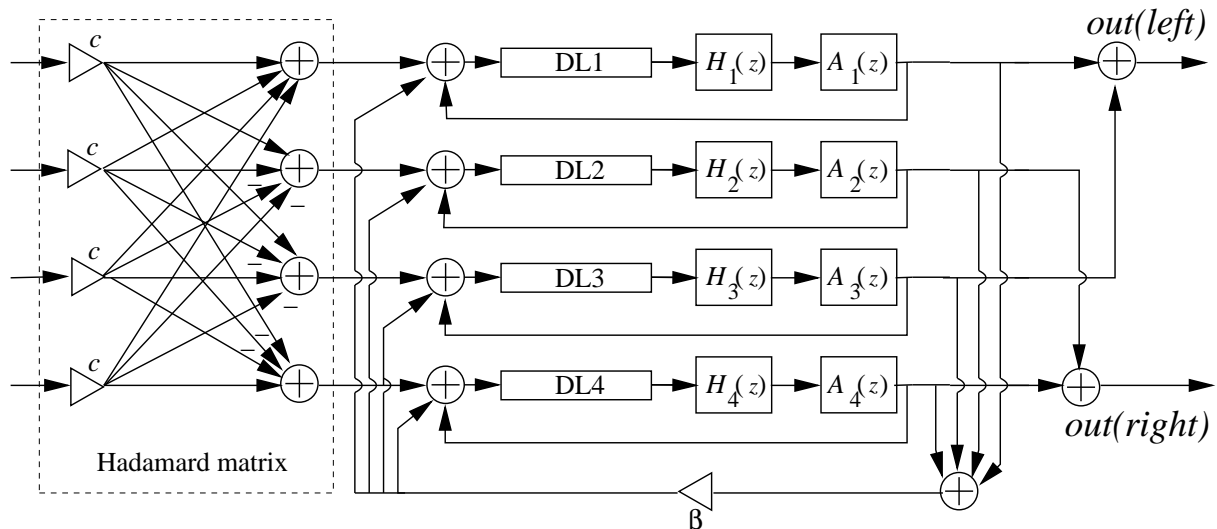 c
c
c
c
–
–
–
–
–
–
Hadamard matrix
DL1 H1(z) A1(z)
DL2 H2(z) A2(z)
DL3 H3(z) A3(z)
DL4 H4(z) A4(z)
out(left)
out(right)
β